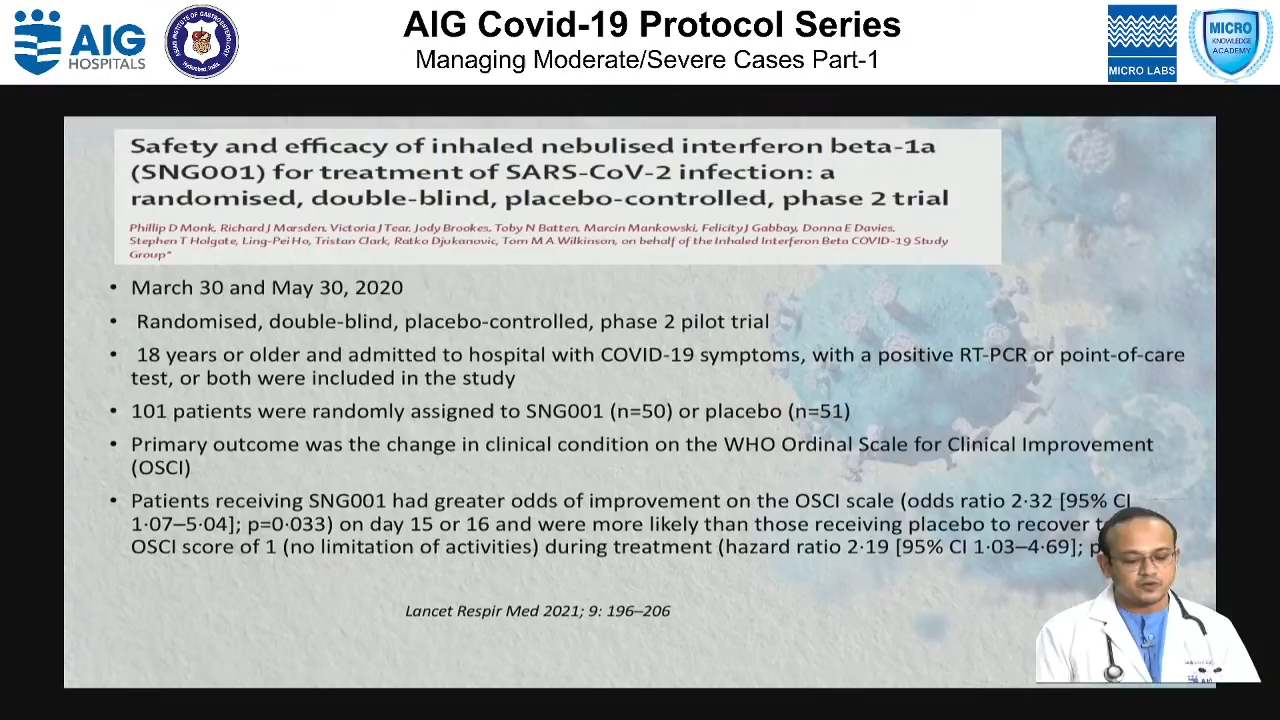 AIG
HOSPITALS
ASIAN INSTITUTE OF GASTROENTEROLOGY
Hyderabad, India
AIG Covid-19 Protocol Series
Managing Moderate/Severe Cases Part-1
MICRO LABS
MICRO
KNOWLEDGE
ACADEMY
Safety and efficacy of inhaled nebulised interferon beta-1a
(SNG001) for treatment of SARS-CoV-2 infection: a
randomised, double-blind, placebo-controlled, phase 2 trial
Phillip D Monk, Richard J Marsden, Victoria J Tear, Jody Brookes, Toby N Batten, Marcin Mankowski, Felicity J Gabbay, Donna E Davies,
Stephen T Holgate, Ling-Pei Ho, Tristan Clark, Ratko Djukanovic, Tom M A Wilkinson, on behalf of the Inhaled Interferon Beta COVID-19 Study
Group*
• March 30 and May 30, 2020
• Randomised, double-blind, placebo-controlled, phase 2 pilot trial
• 18 years or older and admitted to hospital with COVID-19 symptoms, with a positive RT-PCR or point-of-care
test, or both were included in the study
• 101 patients were randomly assigned to SNG001 (n=50) or placebo (n=51)
• Primary outcome was the change in clinical condition on the WHO Ordinal Scale for Clinical Improvement
(OSCI)
• Patients receiving SNG001 had greater odds of improvement on the OSCI scale (odds ratio 2·32 [95% CI
1·07–5·04]; p=0·033) on day 15 or 16 and were more likely than those receiving placebo to recover
OSCI score of 1 (no limitation of activities) during treatment (hazard ratio 2·19 [95% CI 1·03–4·69];
Lancet Respir Med 2021; 9: 196–206
AIG